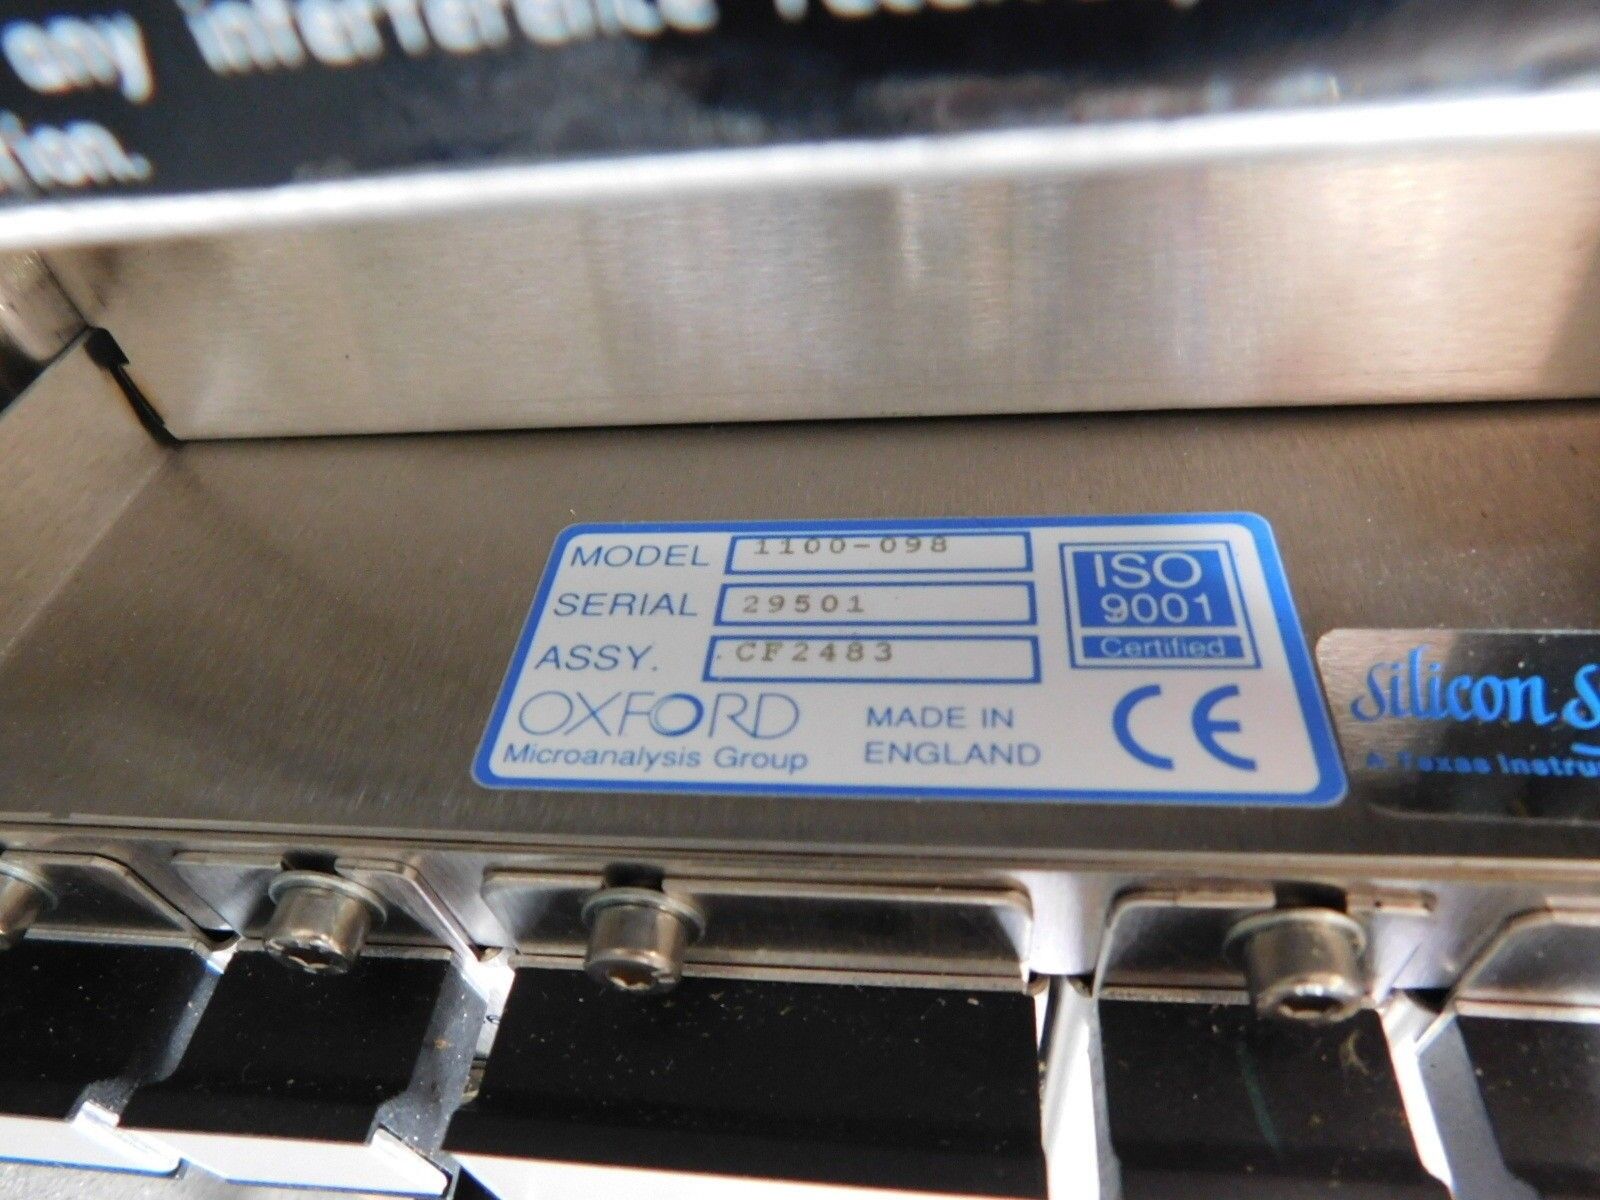 any interference
MODEL 1100-098
SERIAL 29501
ASSY. CF2483
OXFORD
Microanalysis Group
MADE IN
ENGLAND
ISO
9001
Certified
CE
Silicon
A Texas